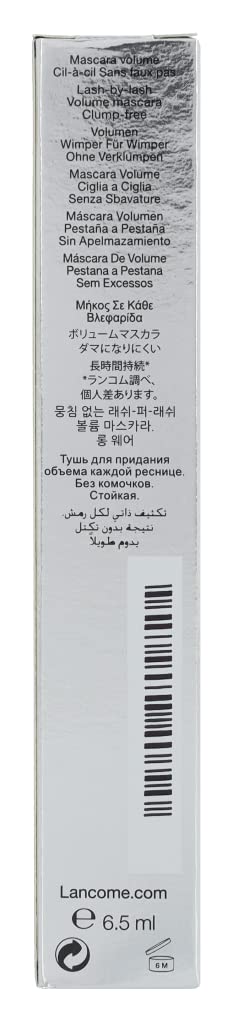 Mascara volume
Cil-à-cil Sans faux pas
Lash-by-lash
Volume mascara
Clump-free
Volumen
Wimper Für Wimper
Ohne Verklumpen
Mascara Volume
Ciglia a Ciglia
Senza Sbavature
Máscara Volumen
Pestaña a Pestaña
Sin Apelmazamiento
Máscara De Volume
Pestana a Pestana
Sem Excessos
Μήκος Σε Κάθε
Βλεφαρίδα
ボリュームマスカラ
ダマになりにくい
長時間持続*
*ランコム調べ、
個人差あります。
뭉침 없는 래쉬-퍼-래쉬
볼륨 마스카라.
롱 웨어
Тушь для придания
объема каждой реснице.
Без комочков.
Стойкая.
تكثيف ذاتي لكل رمش.
نتيجة بدون تكتل
يدوم طويلاً
Lancome.com
℮ 6.5 ml
6 M